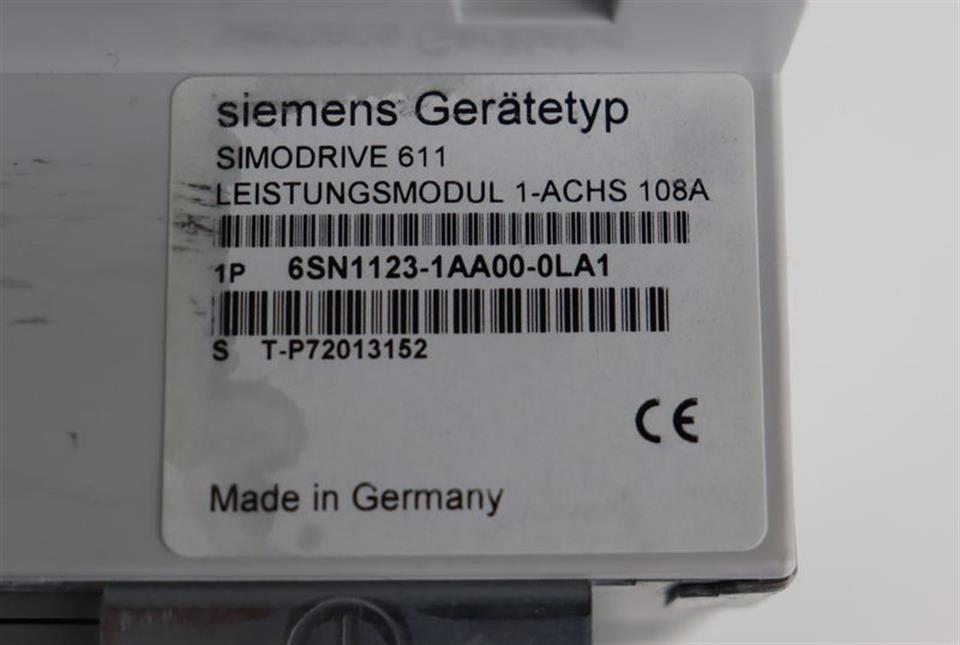 siemens Gerätetyp
SIMODRIVE 611
LEISTUNGSMODUL 1-ACHS 108A
1P 6SN1123-1AA00-0LA1
S T-P72013152
CE
Made in Germany